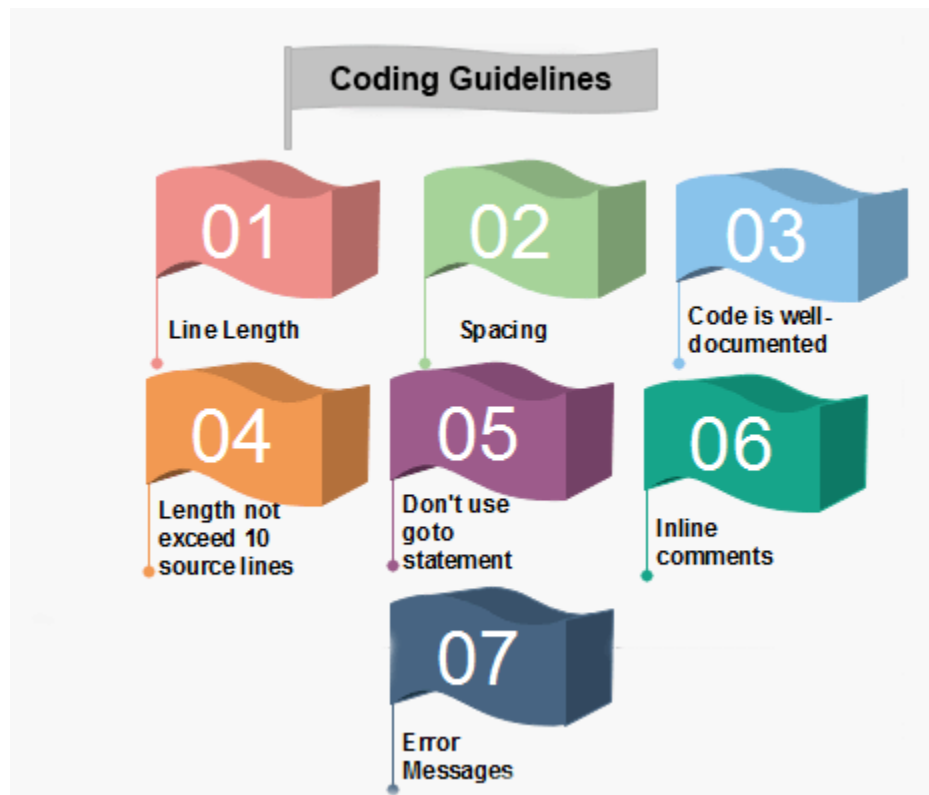 Coding Guidelines
01
02
03
Line Length
Spacing
Code is well-
documented
04
05
06
Length not
exceed 10
source lines
Don't use
goto
statement
Inline
comments
07
Error
Messages